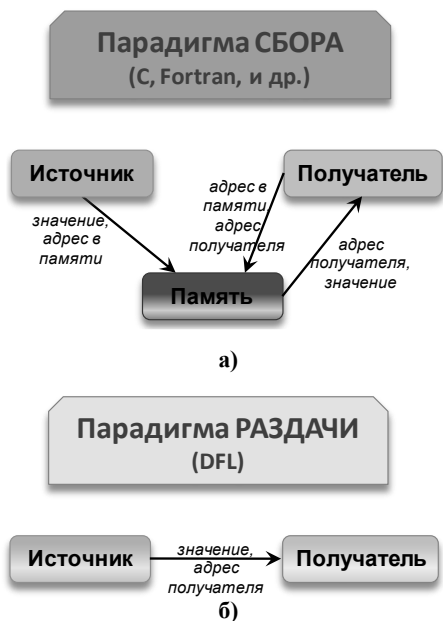 Парадигма СБОРА
(C, Fortran, и др.)
Источник
Получатель
значение,
адрес в
памяти
адрес в
памяти
адрес
получателя
адрес
получателя,
значение
Память
а)
Парадигма РАЗДАЧИ
(DFL)
Источник
значение,
адрес
получателя
Получатель
б)